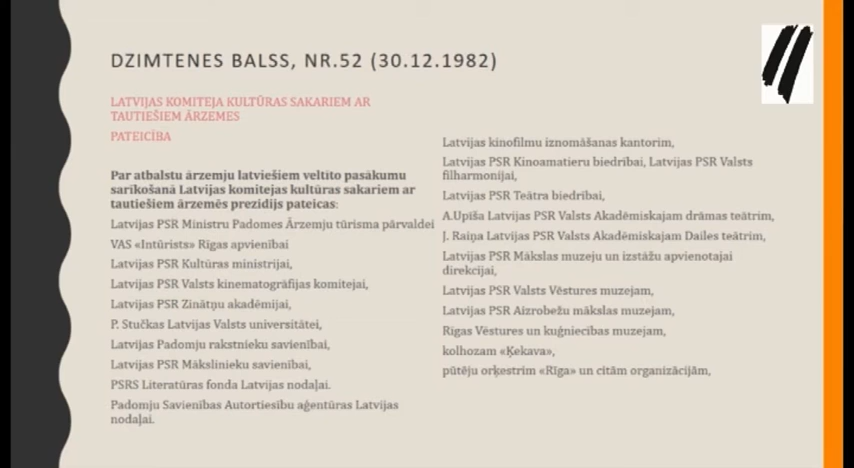 DZIMTENES BALSS, NR.52 (30.12.1982)
LATVIJAS KOMITEJA KULTŪRAS SAKARIEM AR
TAUTIEŠIEM ĀRZEMES
PATEICĪBA
Par atbalstu ārzemju latviešiem veltīto pasākumu
sarīkošanā Latvijas komitejas kultūras sakariem ar
tautiešiem ārzemēs prezidijs pateicas:
Latvijas PSR Ministru Padomes Ārzemju tūrisma pārvaldei
VAS «Intūrists» Rīgas apvienībai
Latvijas PSR Kultūras ministrijai,
Latvijas PSR Valsts kinematogrāfijas komitejai,
Latvijas PSR Zinātņu akadēmijai,
P. Stučkas Latvijas Valsts universitātei,
Latvijas Padomju rakstnieku savienībai,
Latvijas PSR Mākslinieku savienībai,
PSRS Literatūras fonda Latvijas nodaļai.
Padomju Savienības Autortiesību aģentūras Latvijas
nodaļai.
Latvijas kinofilmu iznomāšanas kantorim,
Latvijas PSR Kinoamatieru biedrībai, Latvijas PSR Valsts
filharmonijai,
Latvijas PSR Teātra biedrībai,
A.Upīša Latvijas PSR Valsts Akadēmiskajam drāmas teātrim,
J. Raiņa Latvijas PSR Valsts Akadēmiskajam Dailes teātrim,
Latvijas PSR Mākslas muzeju un izstāžu apvienotajai
direkcijai,
Latvijas PSR Valsts Vēstures muzejam,
Latvijas PSR Aizrobežu mākslas muzejam,
Rīgas Vēstures un kuģniecības muzejam,
kolhozam «Ķekava»,
pūtēju orķestrim «Rīga» un citām organizācijām,